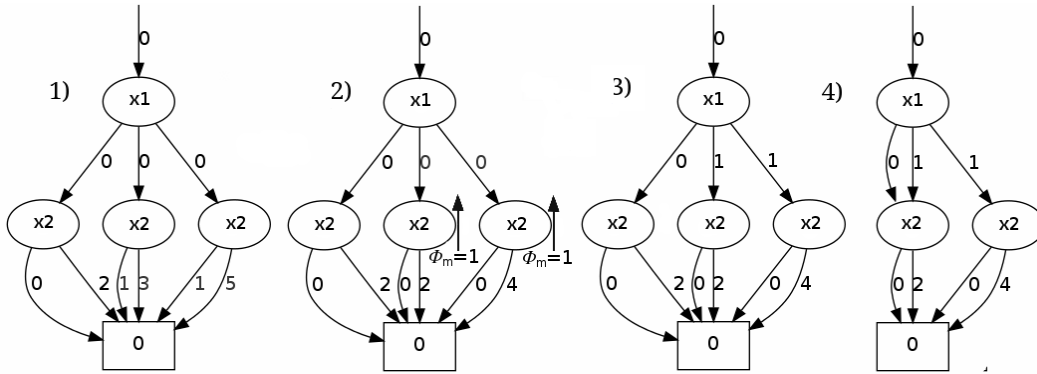 0 0 0 0
1) x1 2) x1 3) x1 4) x1
0 0 0 0 0 0 0 1 1 0 1 1
x2 x2 x2 x2 x2 x2 x2 x2 x2 x2 x2
Φm=1 Φm=1
0 2 1 3 1 5 0 2 0 2 0 4 0 2 0 2 0 4 0 2 0 4
0 0 0 0